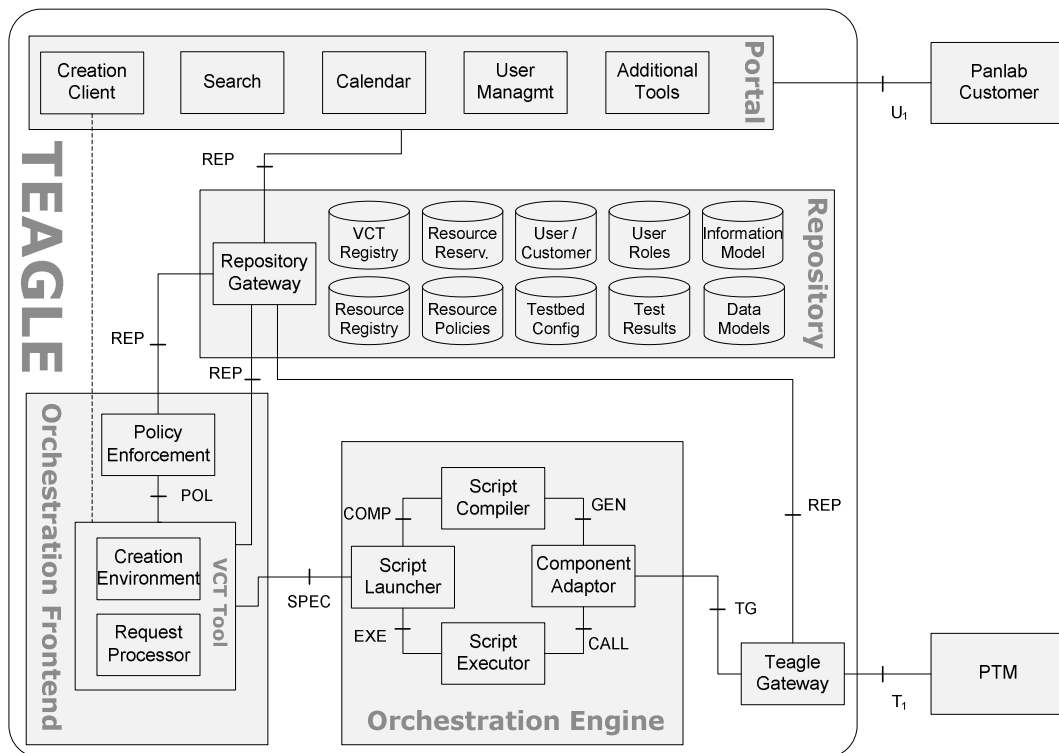 Portal
Creation
Client
Search
Calendar
User
Managmt
Additional
Tools
Panlab
Customer
U1
TEAGLE
REP
Repository
VCT
Registry
Resource
Reserv.
User /
Customer
User
Roles
Information
Model
Repository
Gateway
Resource
Registry
Resource
Policies
Testbed
Config
Test
Results
Data
Models
REP
REP
Orchestration Frontend
Policy
Enforcement
POL
VCT Tool
Creation
Environment
Request
Processor
SPEC
COMP
Script
Compiler
GEN
Script
Launcher
Component
Adaptor
EXE
Script
Executor
CALL
Orchestration Engine
REP
TG
Teagle
Gateway
T1
PTM